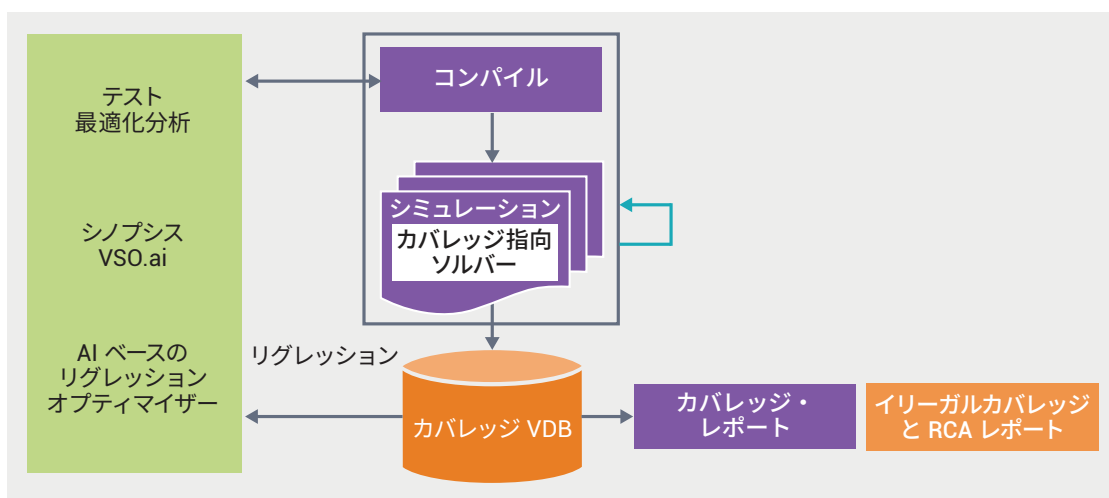 テスト
最適化分析
シノプシス
VSO.ai
AI ベースの
リグレッション
オプティマイザー
コンパイル
シミュレーション
カバレッジ指向
ソルバー
リグレッション
カバレッジ VDB
カバレッジ・
レポート
イリーガルカバレッジ
と RCA レポート